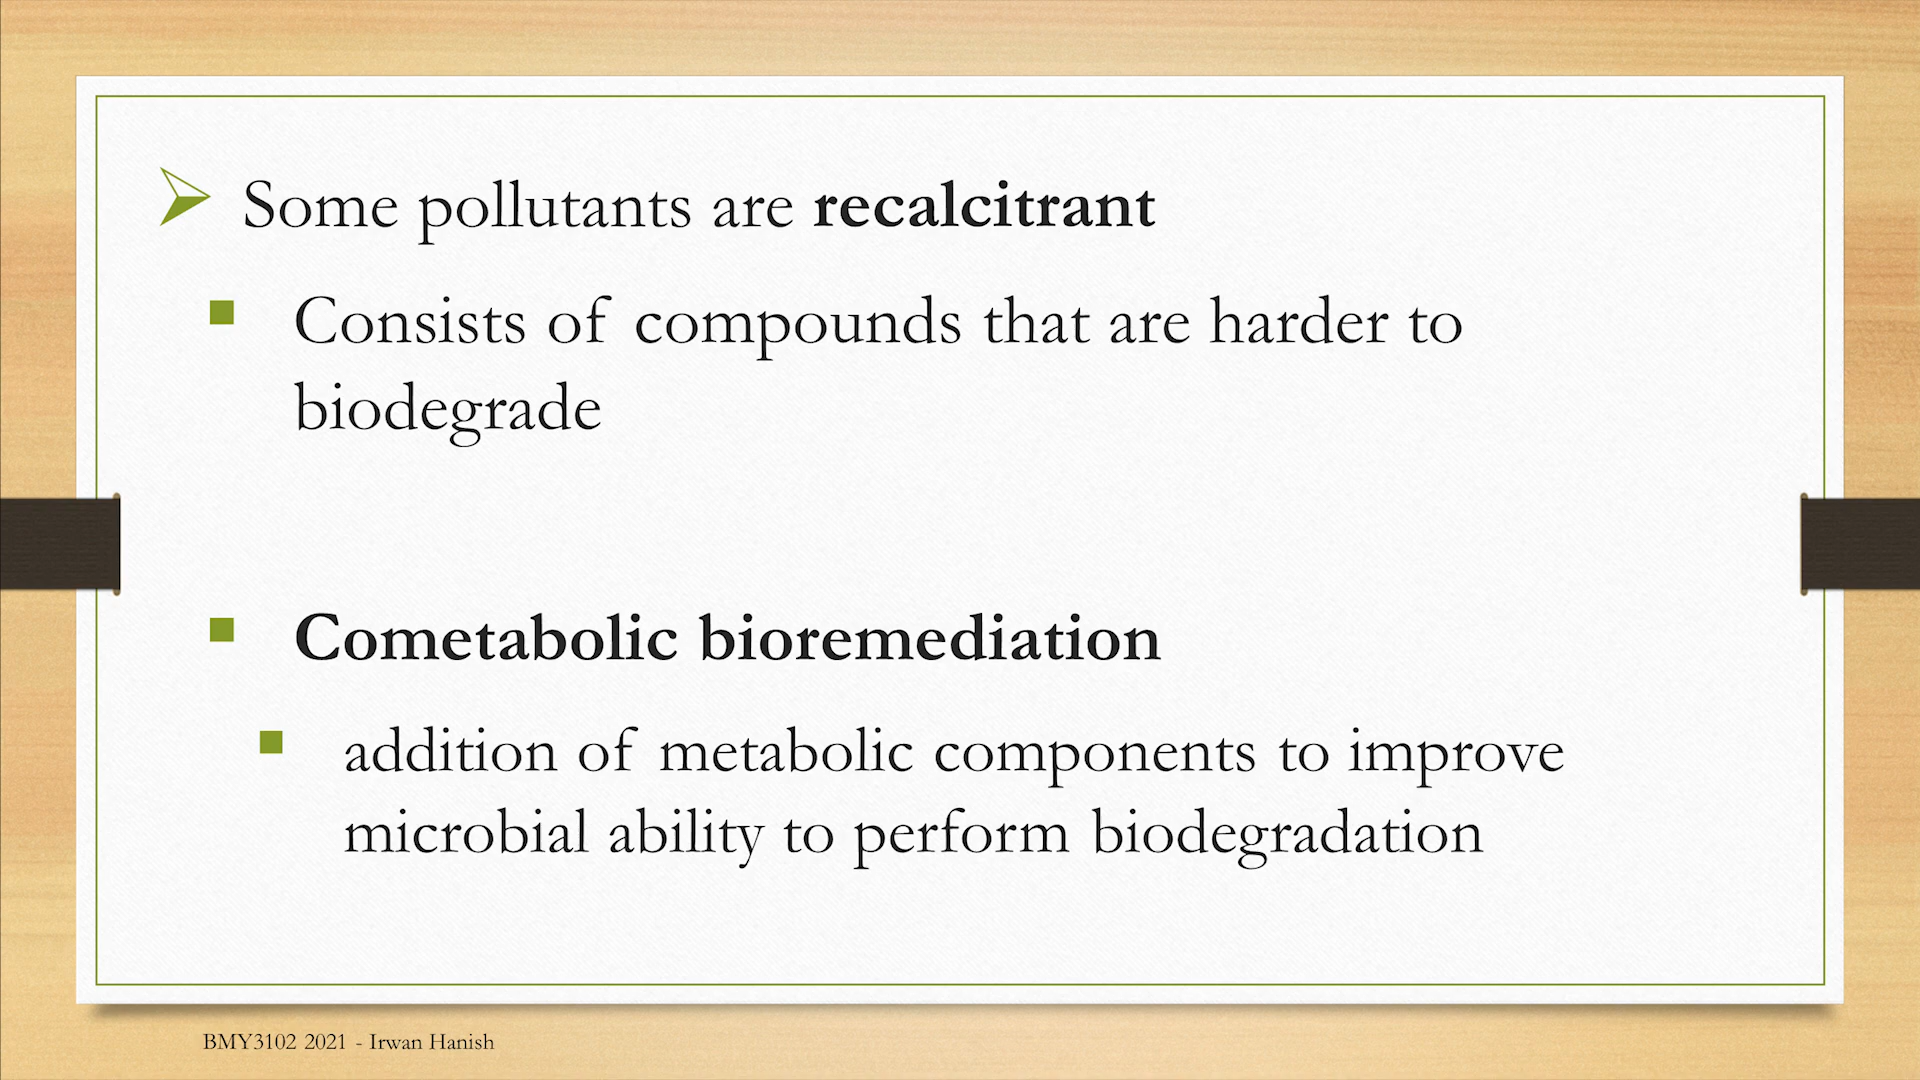 Some pollutants are recalcitrant
Consists of compounds that are harder to
biodegrade
Cometabolic bioremediation
addition of metabolic components to improve
microbial ability to perform biodegradation
BMY3102 2021 - Irwan Hanish